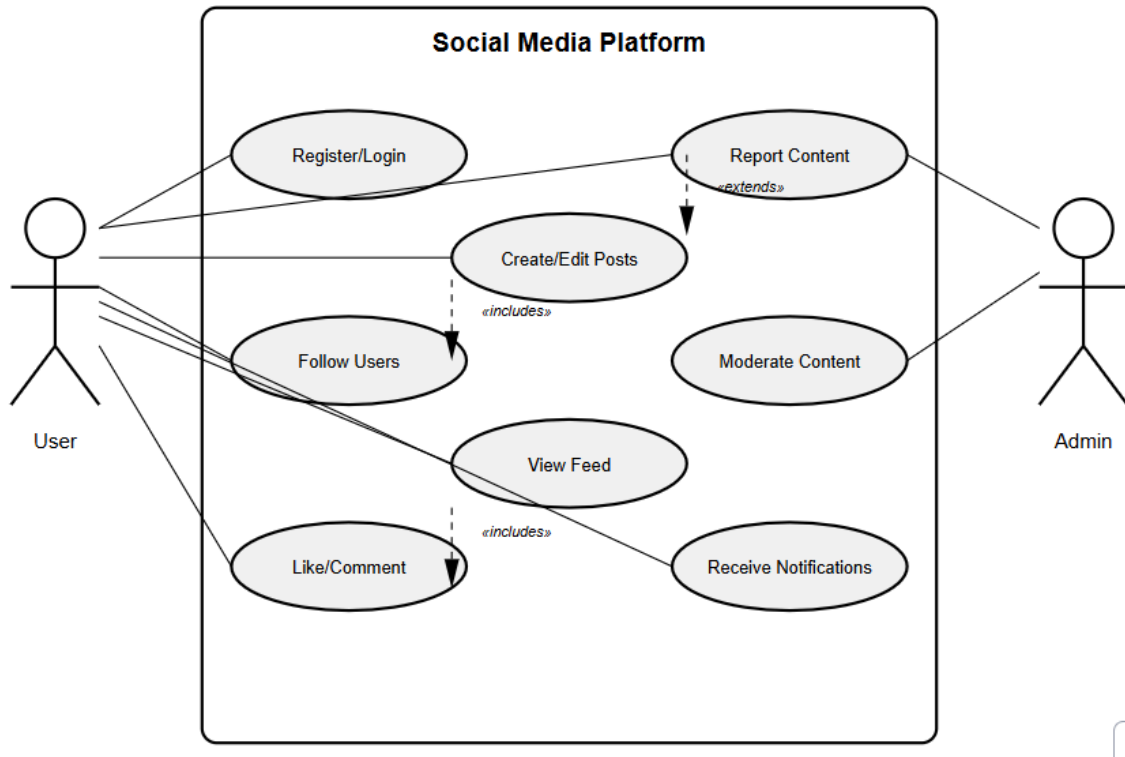 Social Media Platform
Register/Login
Report Content
«extends»
Create/Edit Posts
«includes»
Follow Users
Moderate Content
User
Admin
View Feed
«includes»
Like/Comment
Receive Notifications